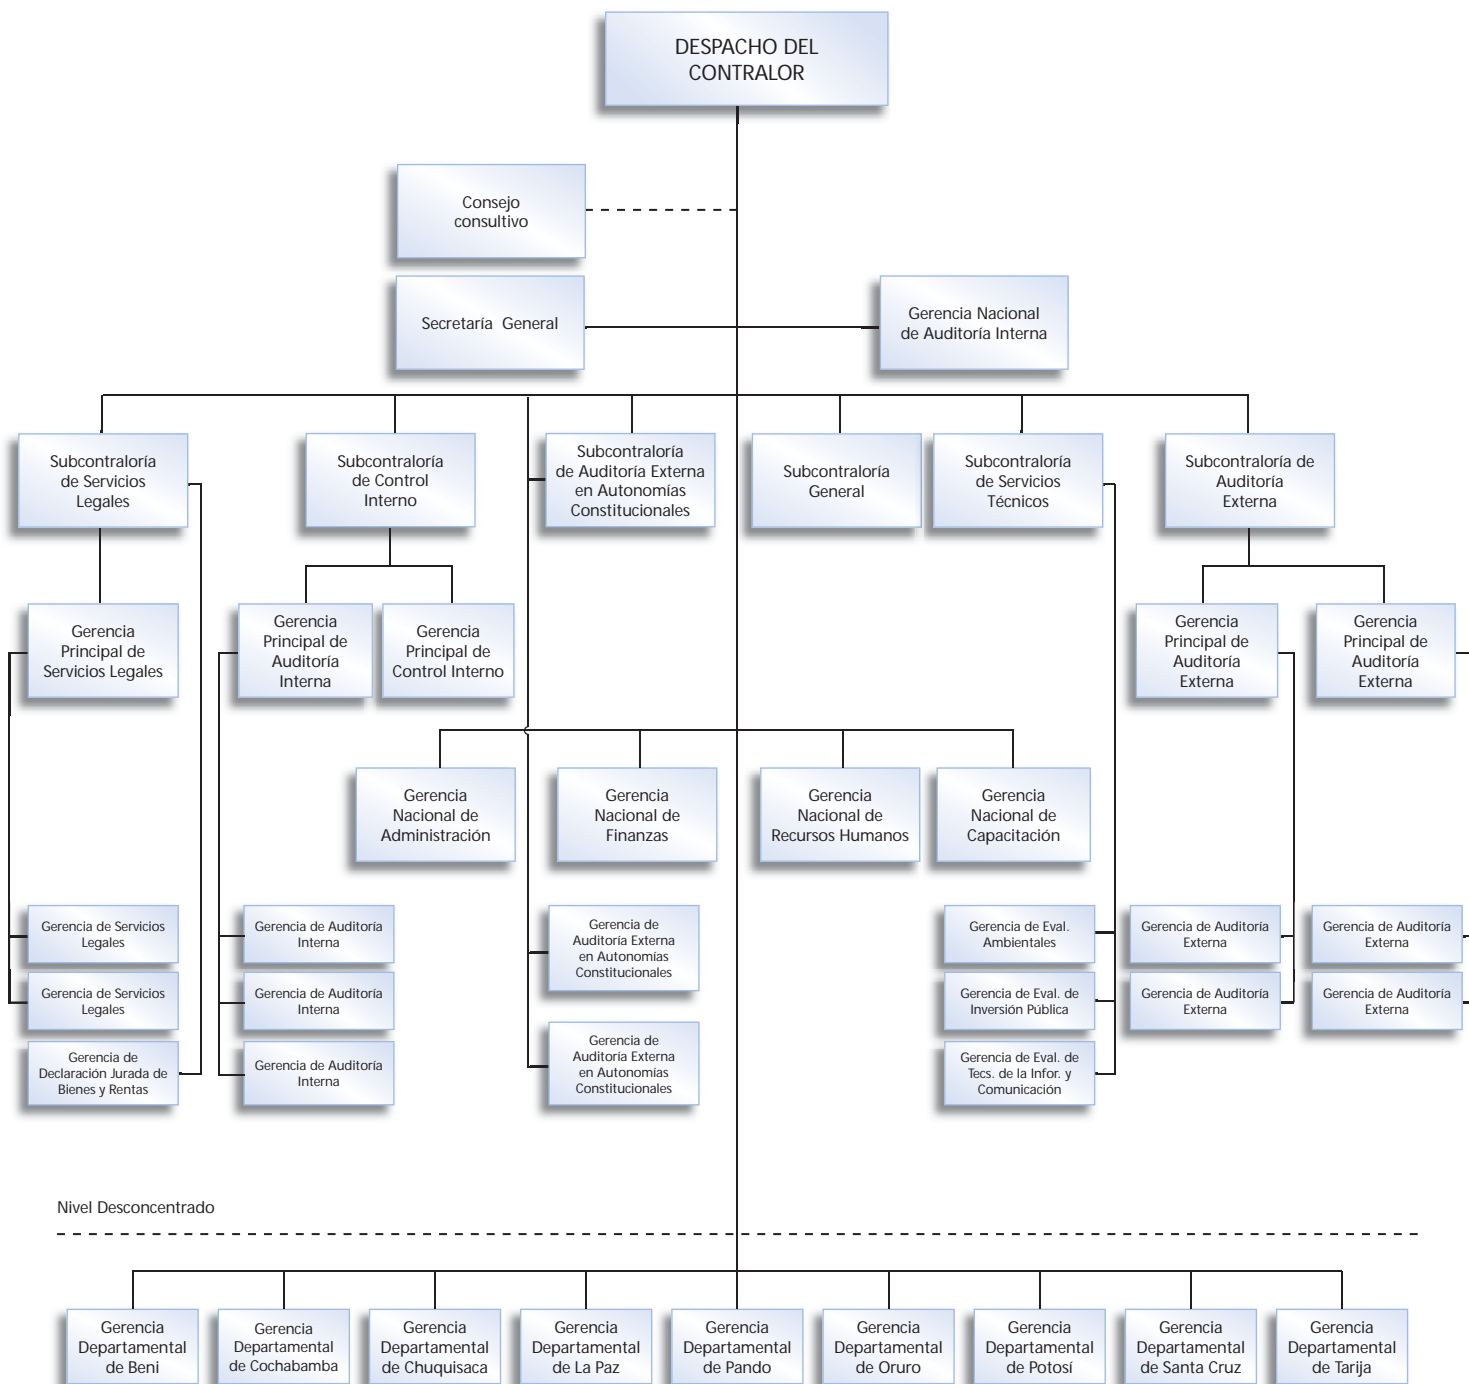 DESPACHO DEL
CONTRALOR
Consejo
consultivo
Secretaría General
Gerencia Nacional
de Auditoría Interna
Subcontraloría
de Servicios
Legales
Subcontraloría
de Control
Interno
Subcontraloría
de Auditoría Externa
en Autonomías
Constitucionales
Subcontraloría
General
Subcontraloría
de Servicios
Técnicos
Subcontraloría de
Auditoría
Externa
Gerencia
Principal de
Servicios Legales
Gerencia
Principal de
Auditoría
Interna
Gerencia
Principal de
Control Interno
Gerencia
Principal de
Auditoría
Externa
Gerencia
Principal de
Auditoría
Externa
Gerencia
Nacional de
Administración
Gerencia
Nacional de
Finanzas
Gerencia
Nacional de
Recursos Humanos
Gerencia
Nacional de
Capacitación
Gerencia de Servicios
Legales
Gerencia de Auditoría
Interna
Gerencia de
Auditoría Externa
en Autonomías
Constitucionales
Gerencia de Eval.
Ambientales
Gerencia de Auditoría
Externa
Gerencia de Auditoría
Externa
Gerencia de Servicios
Legales
Gerencia de Auditoría
Interna
Gerencia de Eval. de
Inversión Pública
Gerencia de Auditoría
Externa
Gerencia de Auditoría
Externa
Gerencia de
Declaración Jurada de
Bienes y Rentas
Gerencia de Auditoría
Interna
Gerencia de
Auditoría Externa
en Autonomías
Constitucionales
Gerencia de Eval. de
Tecs. de la Infor. y
Comunicación
Nivel Desconcentrado
Gerencia
Departamental
de Beni
Gerencia
Departamental
de Cochabamba
Gerencia
Departamental
de Chuquisaca
Gerencia
Departamental
de La Paz
Gerencia
Departamental
de Pando
Gerencia
Departamental
de Oruro
Gerencia
Departamental
de Potosí
Gerencia
Departamental
de Santa Cruz
Gerencia
Departamental
de Tarija